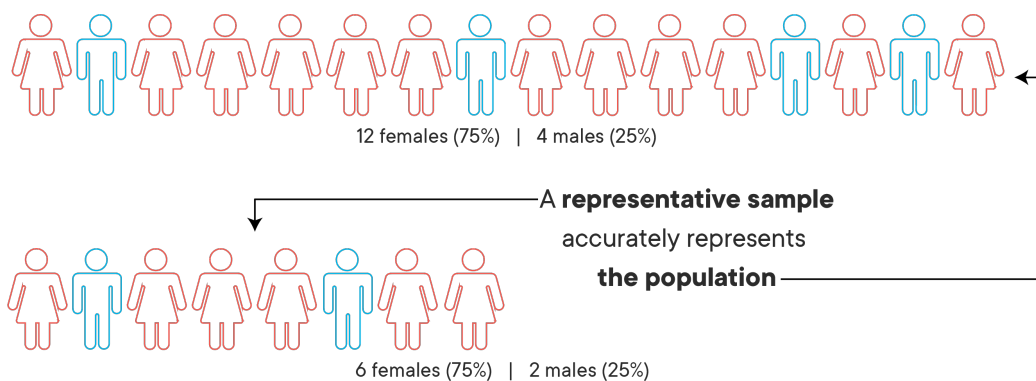 12 females (75%) | 4 males (25%)
A representative sample
accurately represents
the population
6 females (75%) | 2 males (25%)